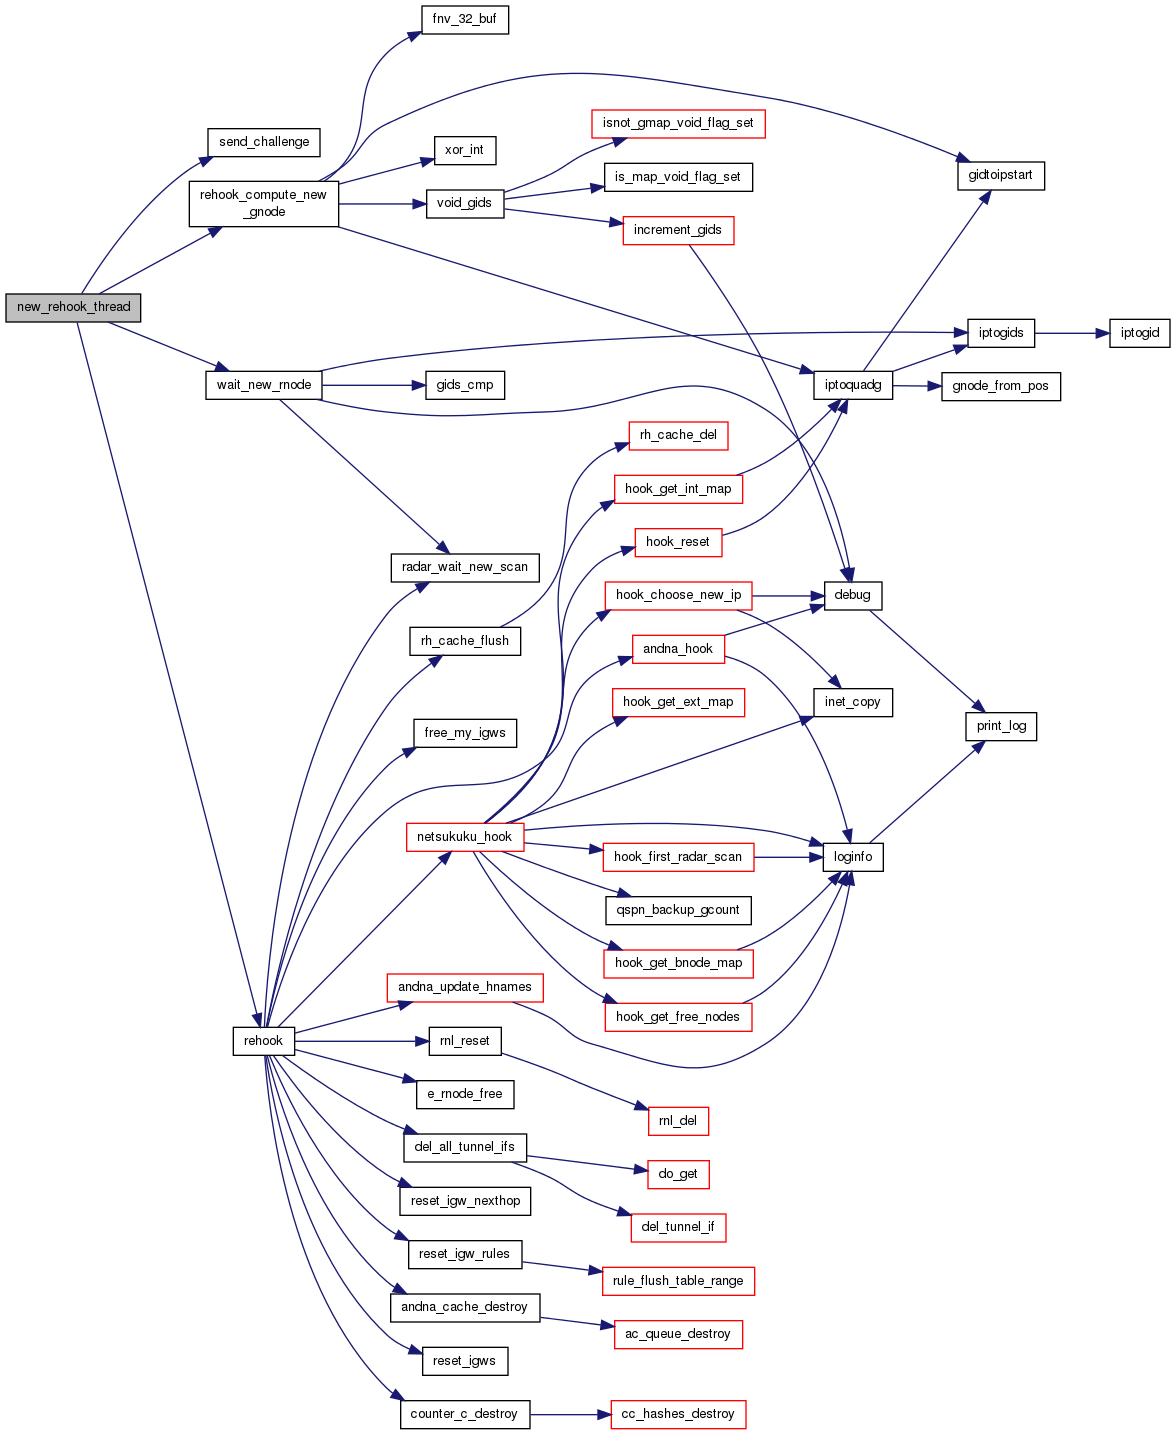 fnv_32_buf
isnot_gmap_void_flag_set
send_challenge
xor_int
gidtoipstart
is_map_void_flag_set
rehook_compute_new
_gnode
void_gids
increment_gids
new_rehook_thread
iptogids
iptogid
wait_new_rnode
gids_cmp
iptoquadg
gnode_from_pos
rh_cache_del
hook_get_int_map
hook_reset
radar_wait_new_scan
hook_choose_new_ip
debug
rh_cache_flush
andna_hook
hook_get_ext_map
inet_copy
free_my_igws
print_log
netsukuku_hook
hook_first_radar_scan
loginfo
qspn_backup_gcount
hook_get_bnode_map
andna_update_hnames
hook_get_free_nodes
rehook
rnl_reset
e_rnode_free
rnl_del
del_all_tunnel_ifs
do_get
reset_igw_nexthop
del_tunnel_if
reset_igw_rules
rule_flush_table_range
andna_cache_destroy
ac_queue_destroy
reset_igws
counter_c_destroy
cc_hashes_destroy